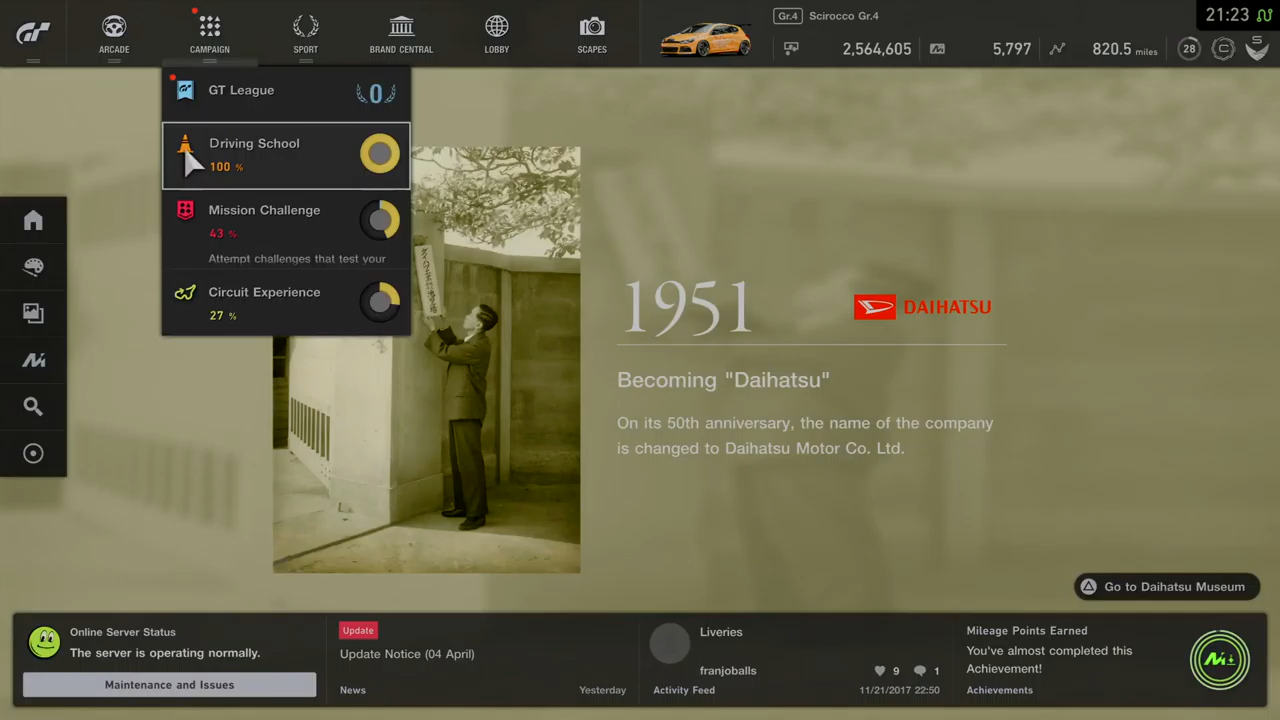 GT
ARCADE
CAMPAIGN
SPORT
BRAND CENTRAL
LOBBY
SCAPES
Gr.4 Scirocco Gr.4
21:23
2,564,605
5,797
820.5 miles
28
C
S
GT League
0
Driving School
100 %
Mission Challenge
43 %
Attempt challenges that test your
Circuit Experience
27 %
1951
DAIHATSU
Becoming "Daihatsu"
On its 50th anniversary, the name of the company
is changed to Daihatsu Motor Co. Ltd.
Go to Daihatsu Museum
Online Server Status
The server is operating normally.
Maintenance and Issues
Update
Update Notice (04 April)
News
Yesterday
Liveries
franjoballs
9
1
Activity Feed
11/21/2017 22:50
Mileage Points Earned
You've almost completed this
Achievement!
Achievements